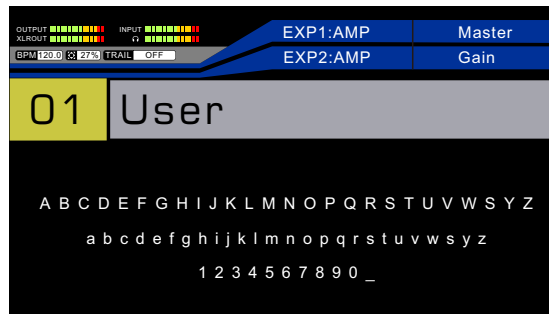 OUTPUT INPUT EXP1:AMP Master
XLROUT
BPM 120.0 27% TRAIL OFF EXP2:AMP Gain
01 User
A B C D E F G H I J K L M N O P Q R S T U V W S Y Z
a b c d e f g h i j k l m n o p q r s t u v w s y z
1 2 3 4 5 6 7 8 9 0 _